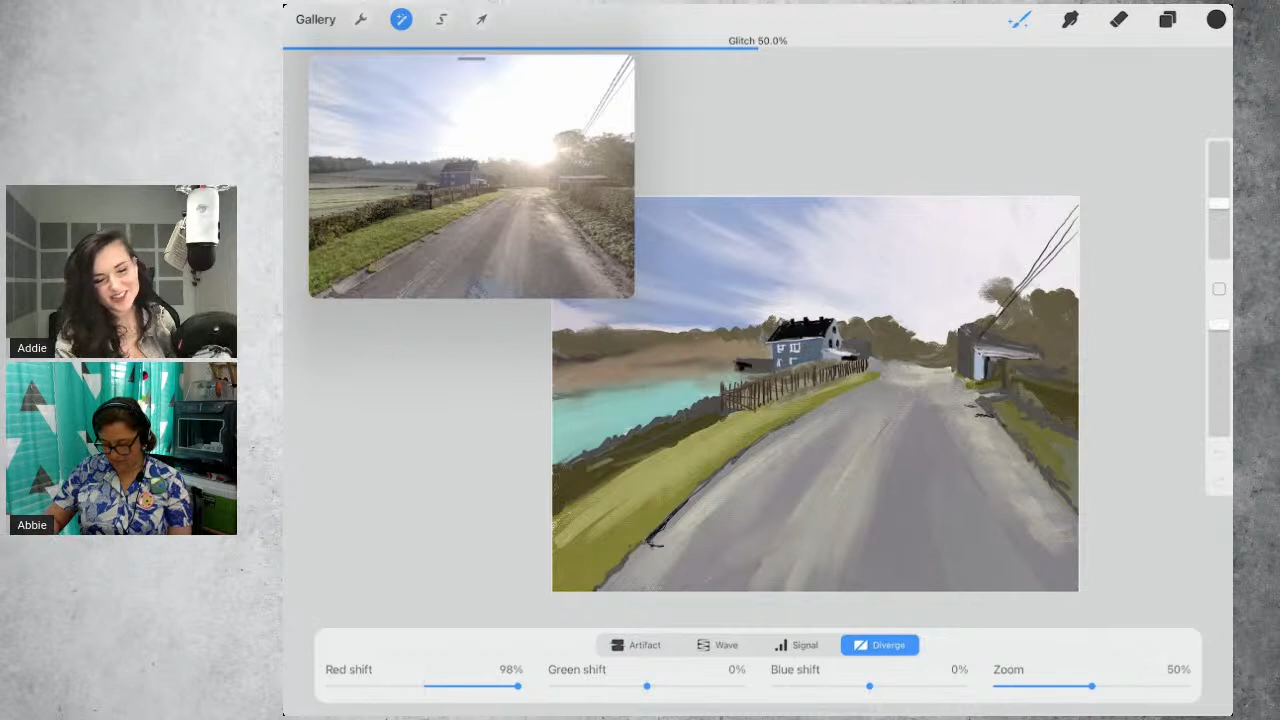 Gallery
Glitch 50.0%
Addie
Abbie
Artifact Wave Signal Diverge
Red shift 98% Green shift 0% Blue shift 0% Zoom 50%